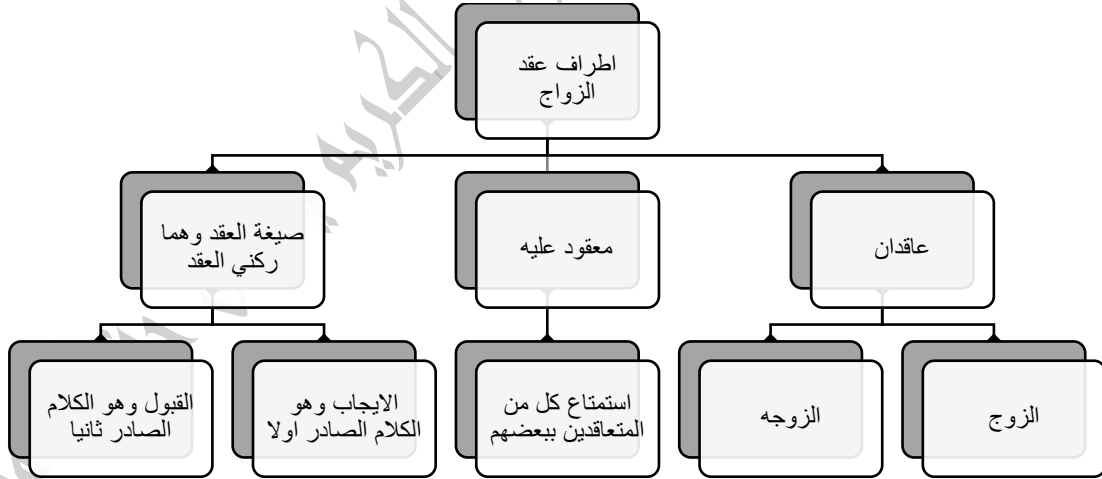 اطراف عقد
الزواج
عاقدان
معقود عليه
صيغة العقد وهما
ركني العقد
الزوج
الزوجه
استمتاع كل من
المتعاقدين ببعضهم
الايجاب وهو
الكلام الصادر اولا
القبول وهو الكلام
الصادر ثانيا
الكريم